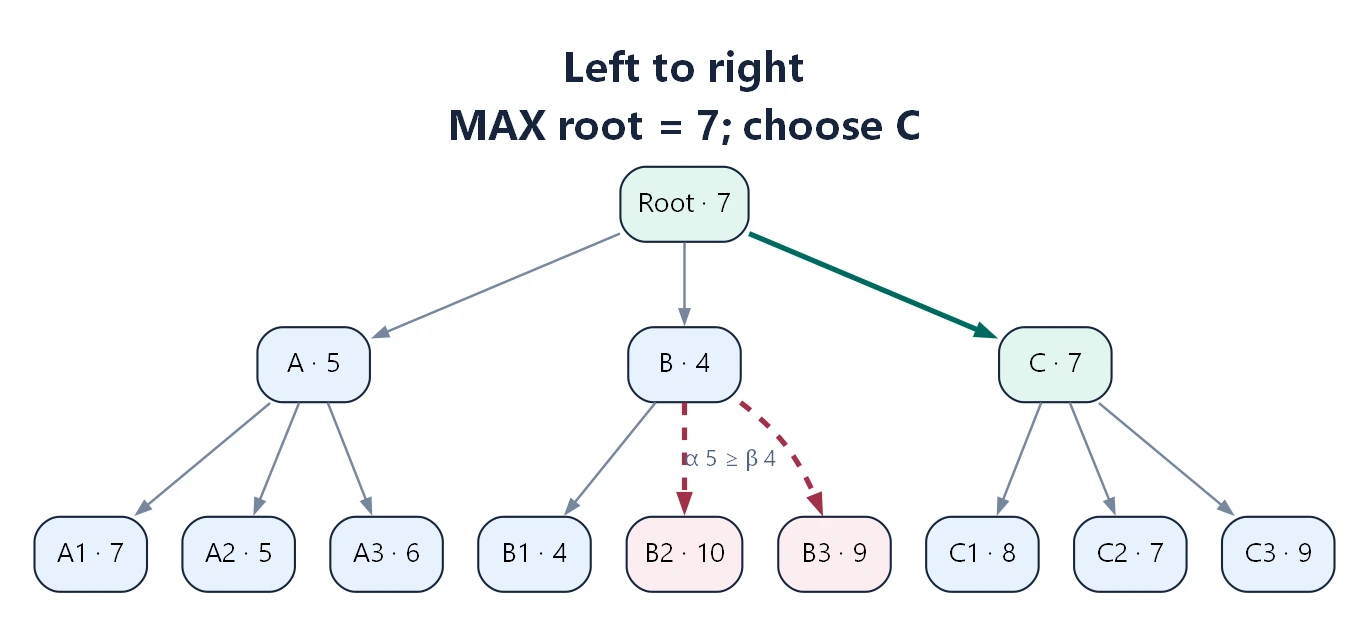 Left to right
MAX root = 7; choose C
Root · 7
A · 5
B · 4
C · 7
α 5 ≥ β 4
A1 · 7
A2 · 5
A3 · 6
B1 · 4
B2 · 10
B3 · 9
C1 · 8
C2 · 7
C3 · 9